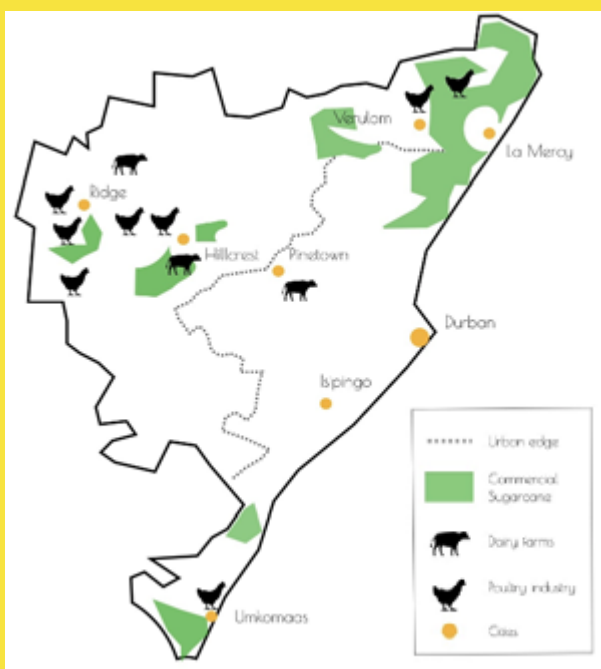 Verulam
La Mercy
Ridge
Hillcrest
Pinetown
Durban
Isipingo
Umkomaas
Urban edge
Commercial
Sugarcane
Dairy farms
Poultry industry
Cities